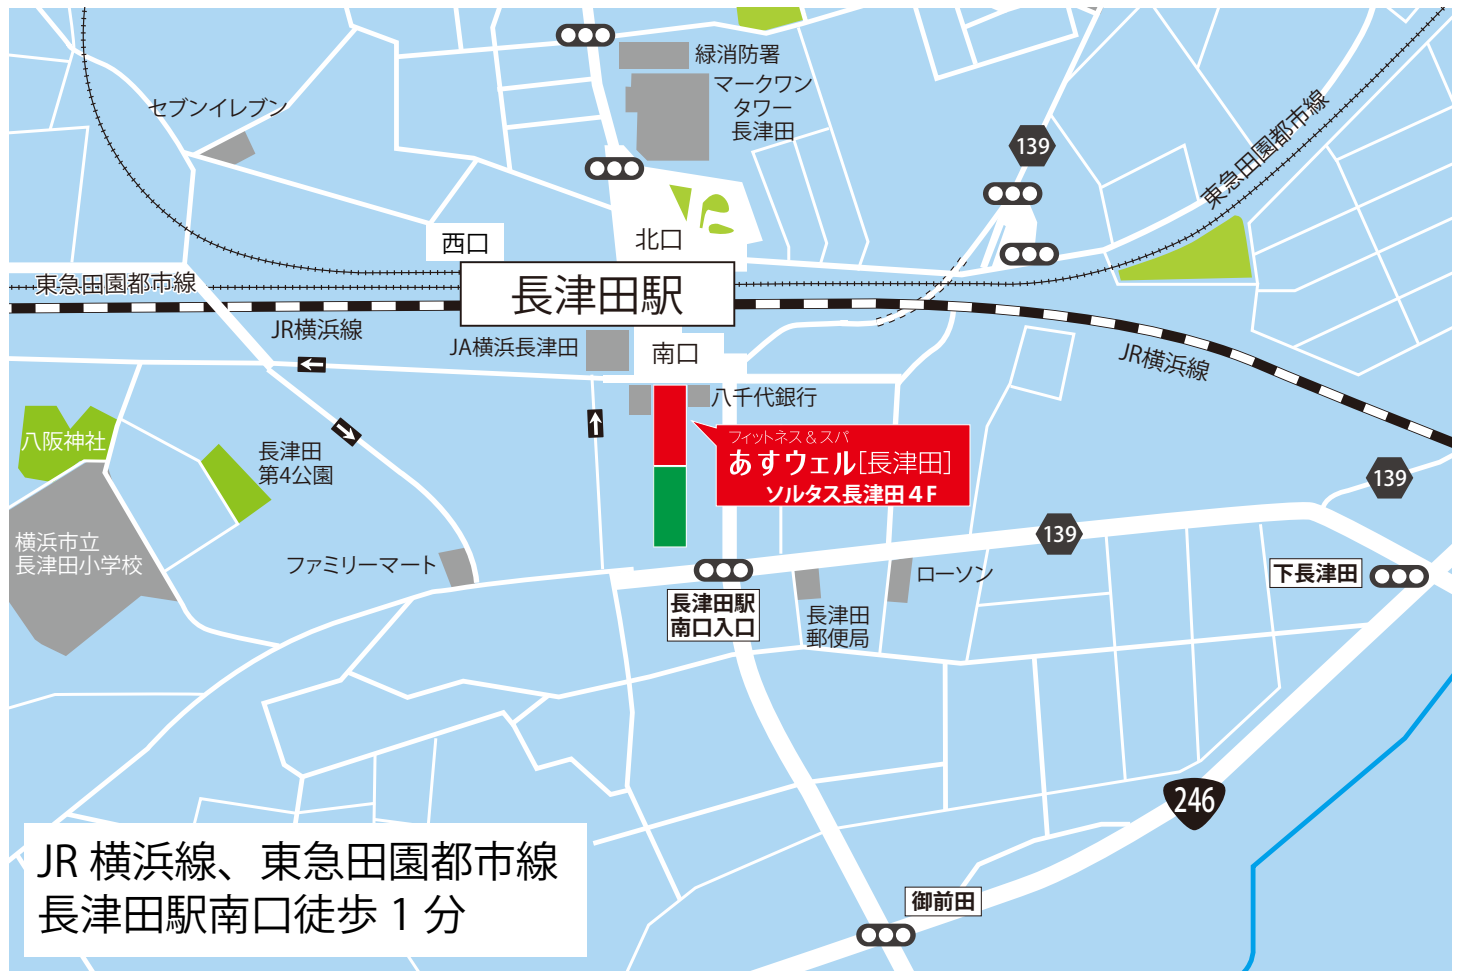 緑消防署
マークワン
タワー
長津田
セブンイレブン
139
東急田園都市線
西口
北口
東急田園都市線
長津田駅
JR横浜線
JA横浜長津田
南口
JR横浜線
八千代銀行
八阪神社
長津田
第4公園
フィットネス＆スパ
あすウェル[長津田]
ソルタス長津田4F
139
横浜市立
長津田小学校
ファミリーマート
139
ローソン
下長津田
長津田駅
南口入口
長津田
郵便局
246
JR 横浜線、東急田園都市線
長津田駅南口徒歩 1 分
御前田